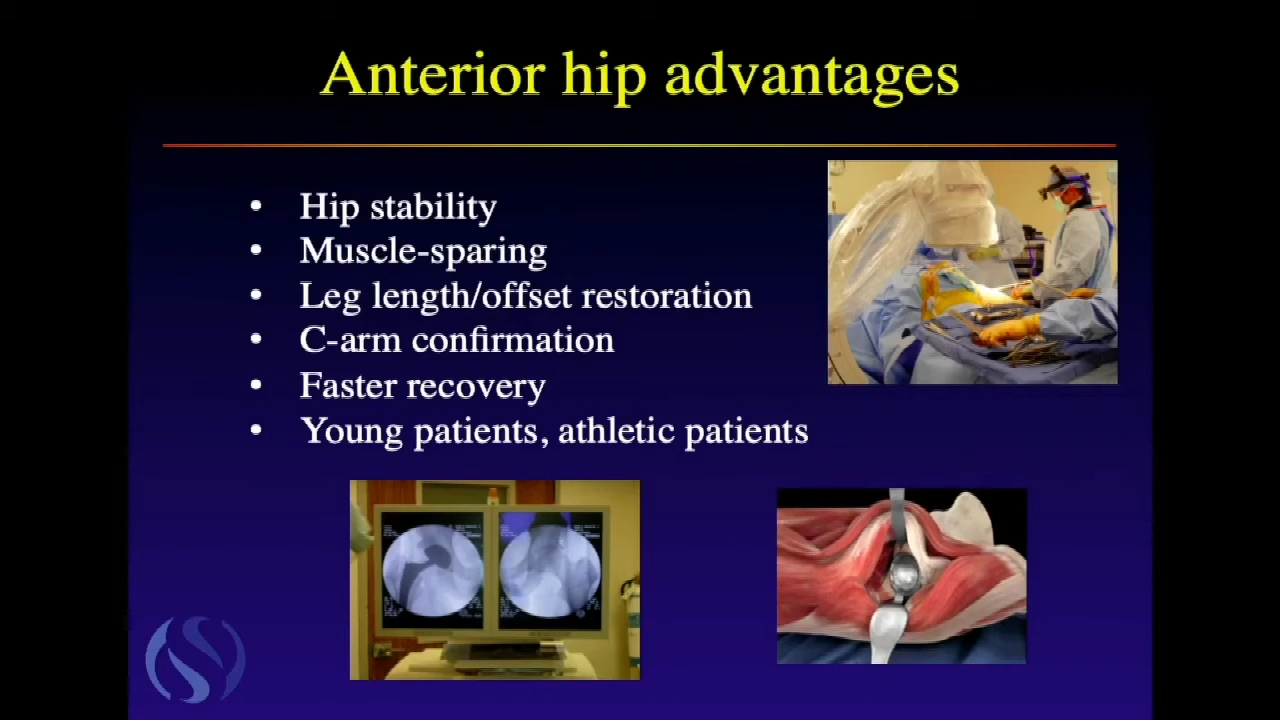 Anterior hip advantages
• Hip stability
• Muscle-sparing
• Leg length/offset restoration
• C-arm confirmation
• Faster recovery
• Young patients, athletic patients